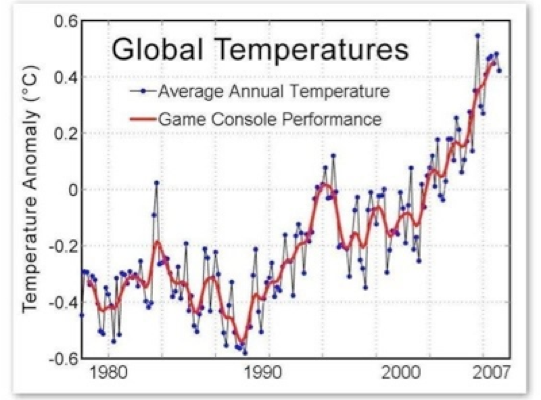 Global Temperatures
Average Annual Temperature
Game Console Performance
Temperature Anomaly (°C)
0.6
0.4
0.2
0
-0.2
-0.4
-0.6
1980
1990
2000
2007